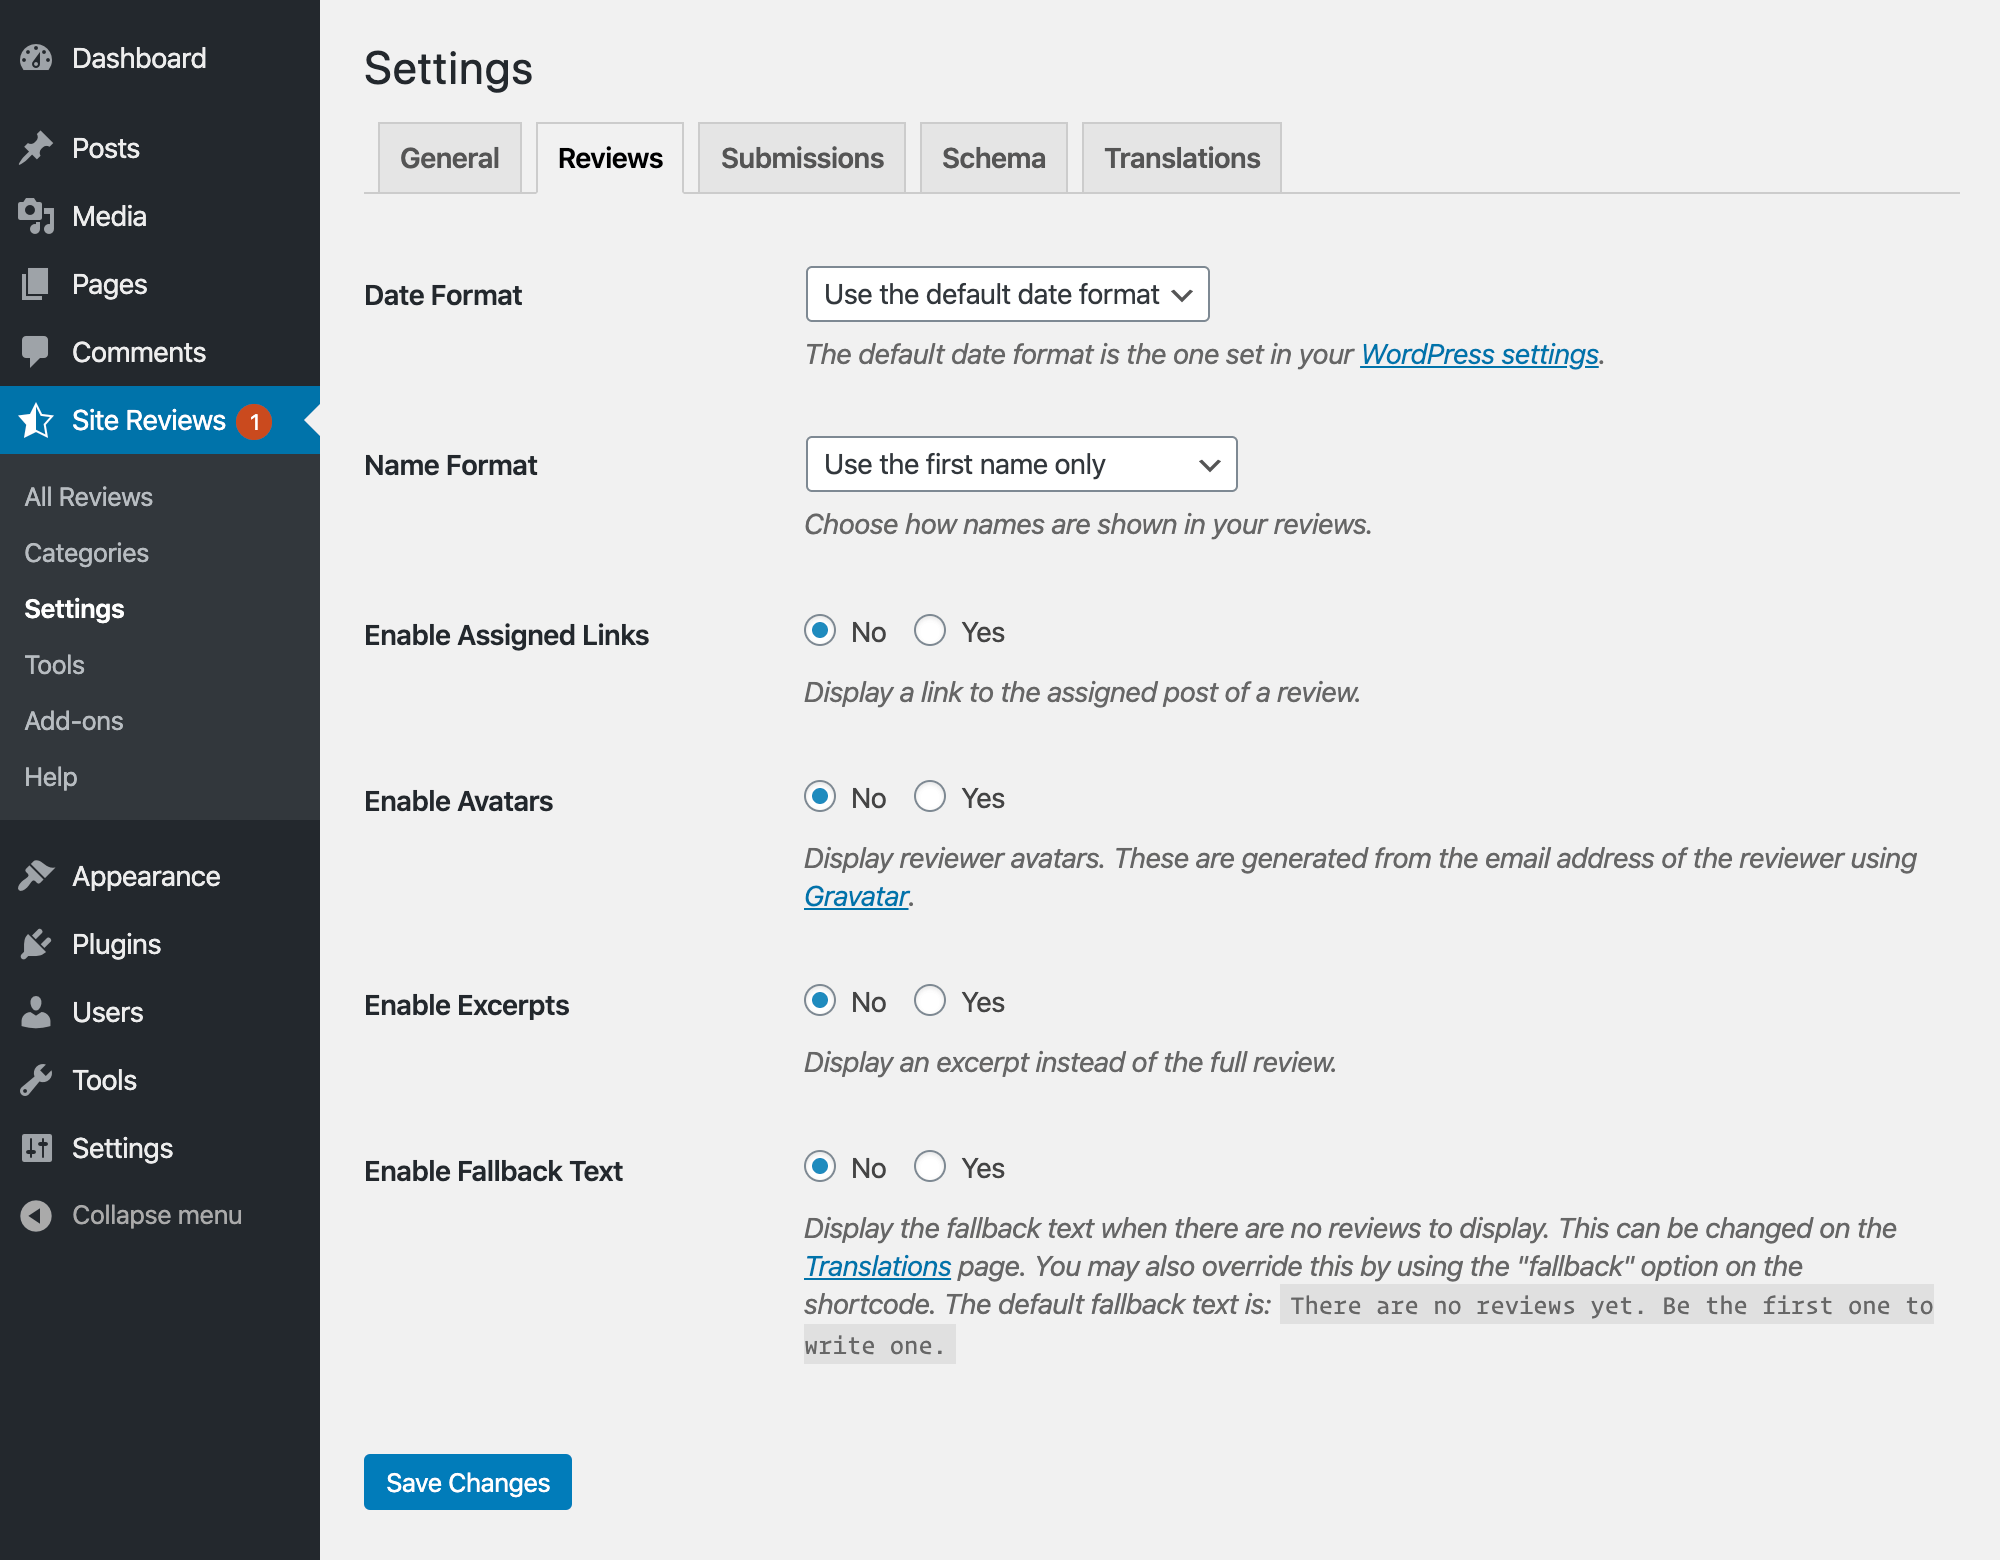 Dashboard
Posts
Media
Pages
Comments
Site Reviews 1
All Reviews
Categories
Settings
Tools
Add-ons
Help
Appearance
Plugins
Users
Tools
Settings
Collapse menu
Settings
General Reviews Submissions Schema Translations
Date Format Use the default date format
The default date format is the one set in your WordPress settings.
Name Format Use the first name only
Choose how names are shown in your reviews.
Enable Assigned Links No Yes
Display a link to the assigned post of a review.
Enable Avatars No Yes
Display reviewer avatars. These are generated from the email address of the reviewer using
Gravatar.
Enable Excerpts No Yes
Display an excerpt instead of the full review.
Enable Fallback Text No Yes
Display the fallback text when there are no reviews to display. This can be changed on the
Translations page. You may also override this by using the "fallback" option on the
shortcode. The default fallback text is: There are no reviews yet. Be the first one to
write one.
Save Changes